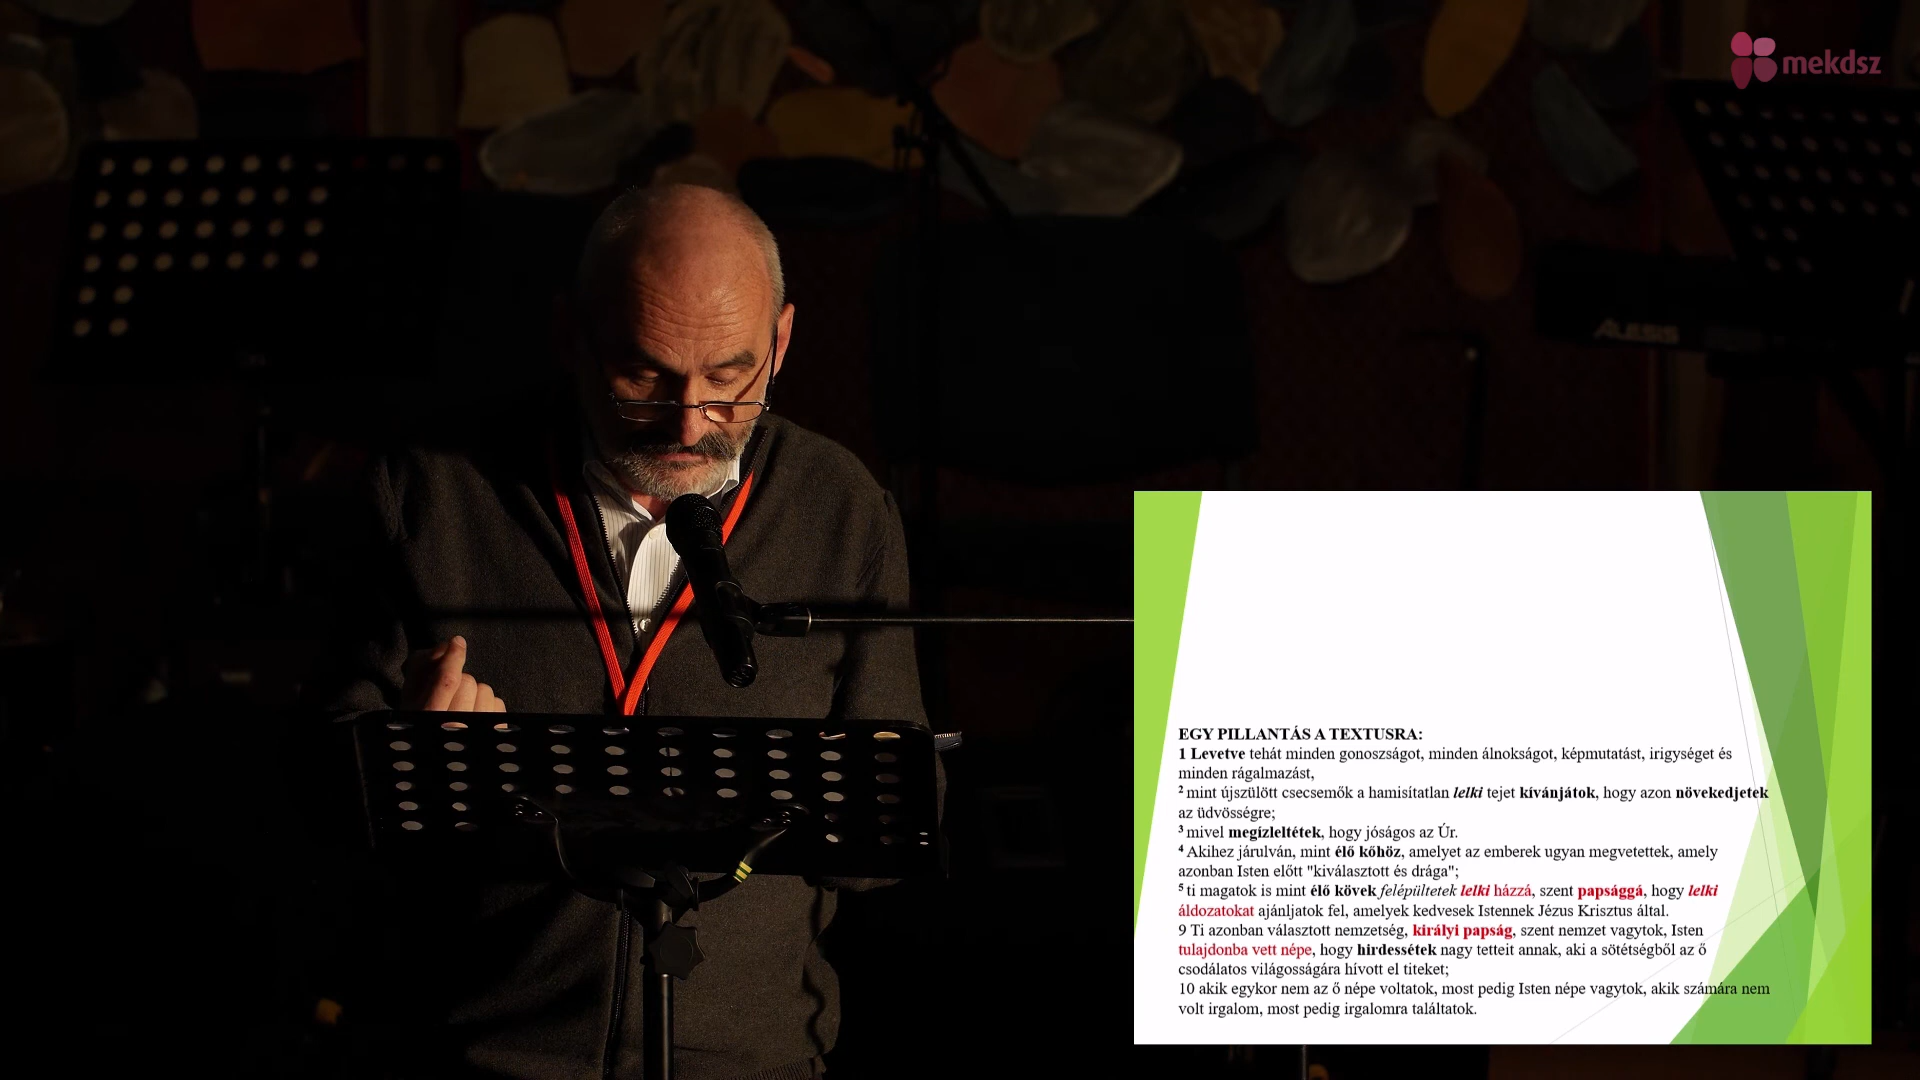 mekdsz
ALESIS
EGY PILLANTÁS A TEXTUSRA:
1 Levetve tehát minden gonoszságot, minden álnokságot, képmutatást, irigységet és
minden rágalmazást,
2 mint újszülött csecsemők a hamisítatlan lelki tejet kívánjátok, hogy azon növekedjetek
az üdvösségre;
3 mivel megízleltétek, hogy jóságos az Úr.
4 Akihez járulván, mint élő kőhöz, amelyet az emberek ugyan megvetettek, amely
azonban Isten előtt "kiválasztott és drága";
5 ti magatok is mint élő kövek felépültetek lelki házzá, szent papsággá, hogy lelki
áldozatokat ajánljatok fel, amelyek kedvesek Istennek Jézus Krisztus által.
9 Ti azonban választott nemzetség, királyi papság, szent nemzet vagytok, Isten
tulajdonba vett népe, hogy hirdessétek nagy tetteit annak, aki a sötétségből az ő
csodálatos világosságára hívott el titeket;
10 akik egykor nem az ő népe voltatok, most pedig Isten népe vagytok, akik számára nem
volt irgalom, most pedig irgalomra találtatok.